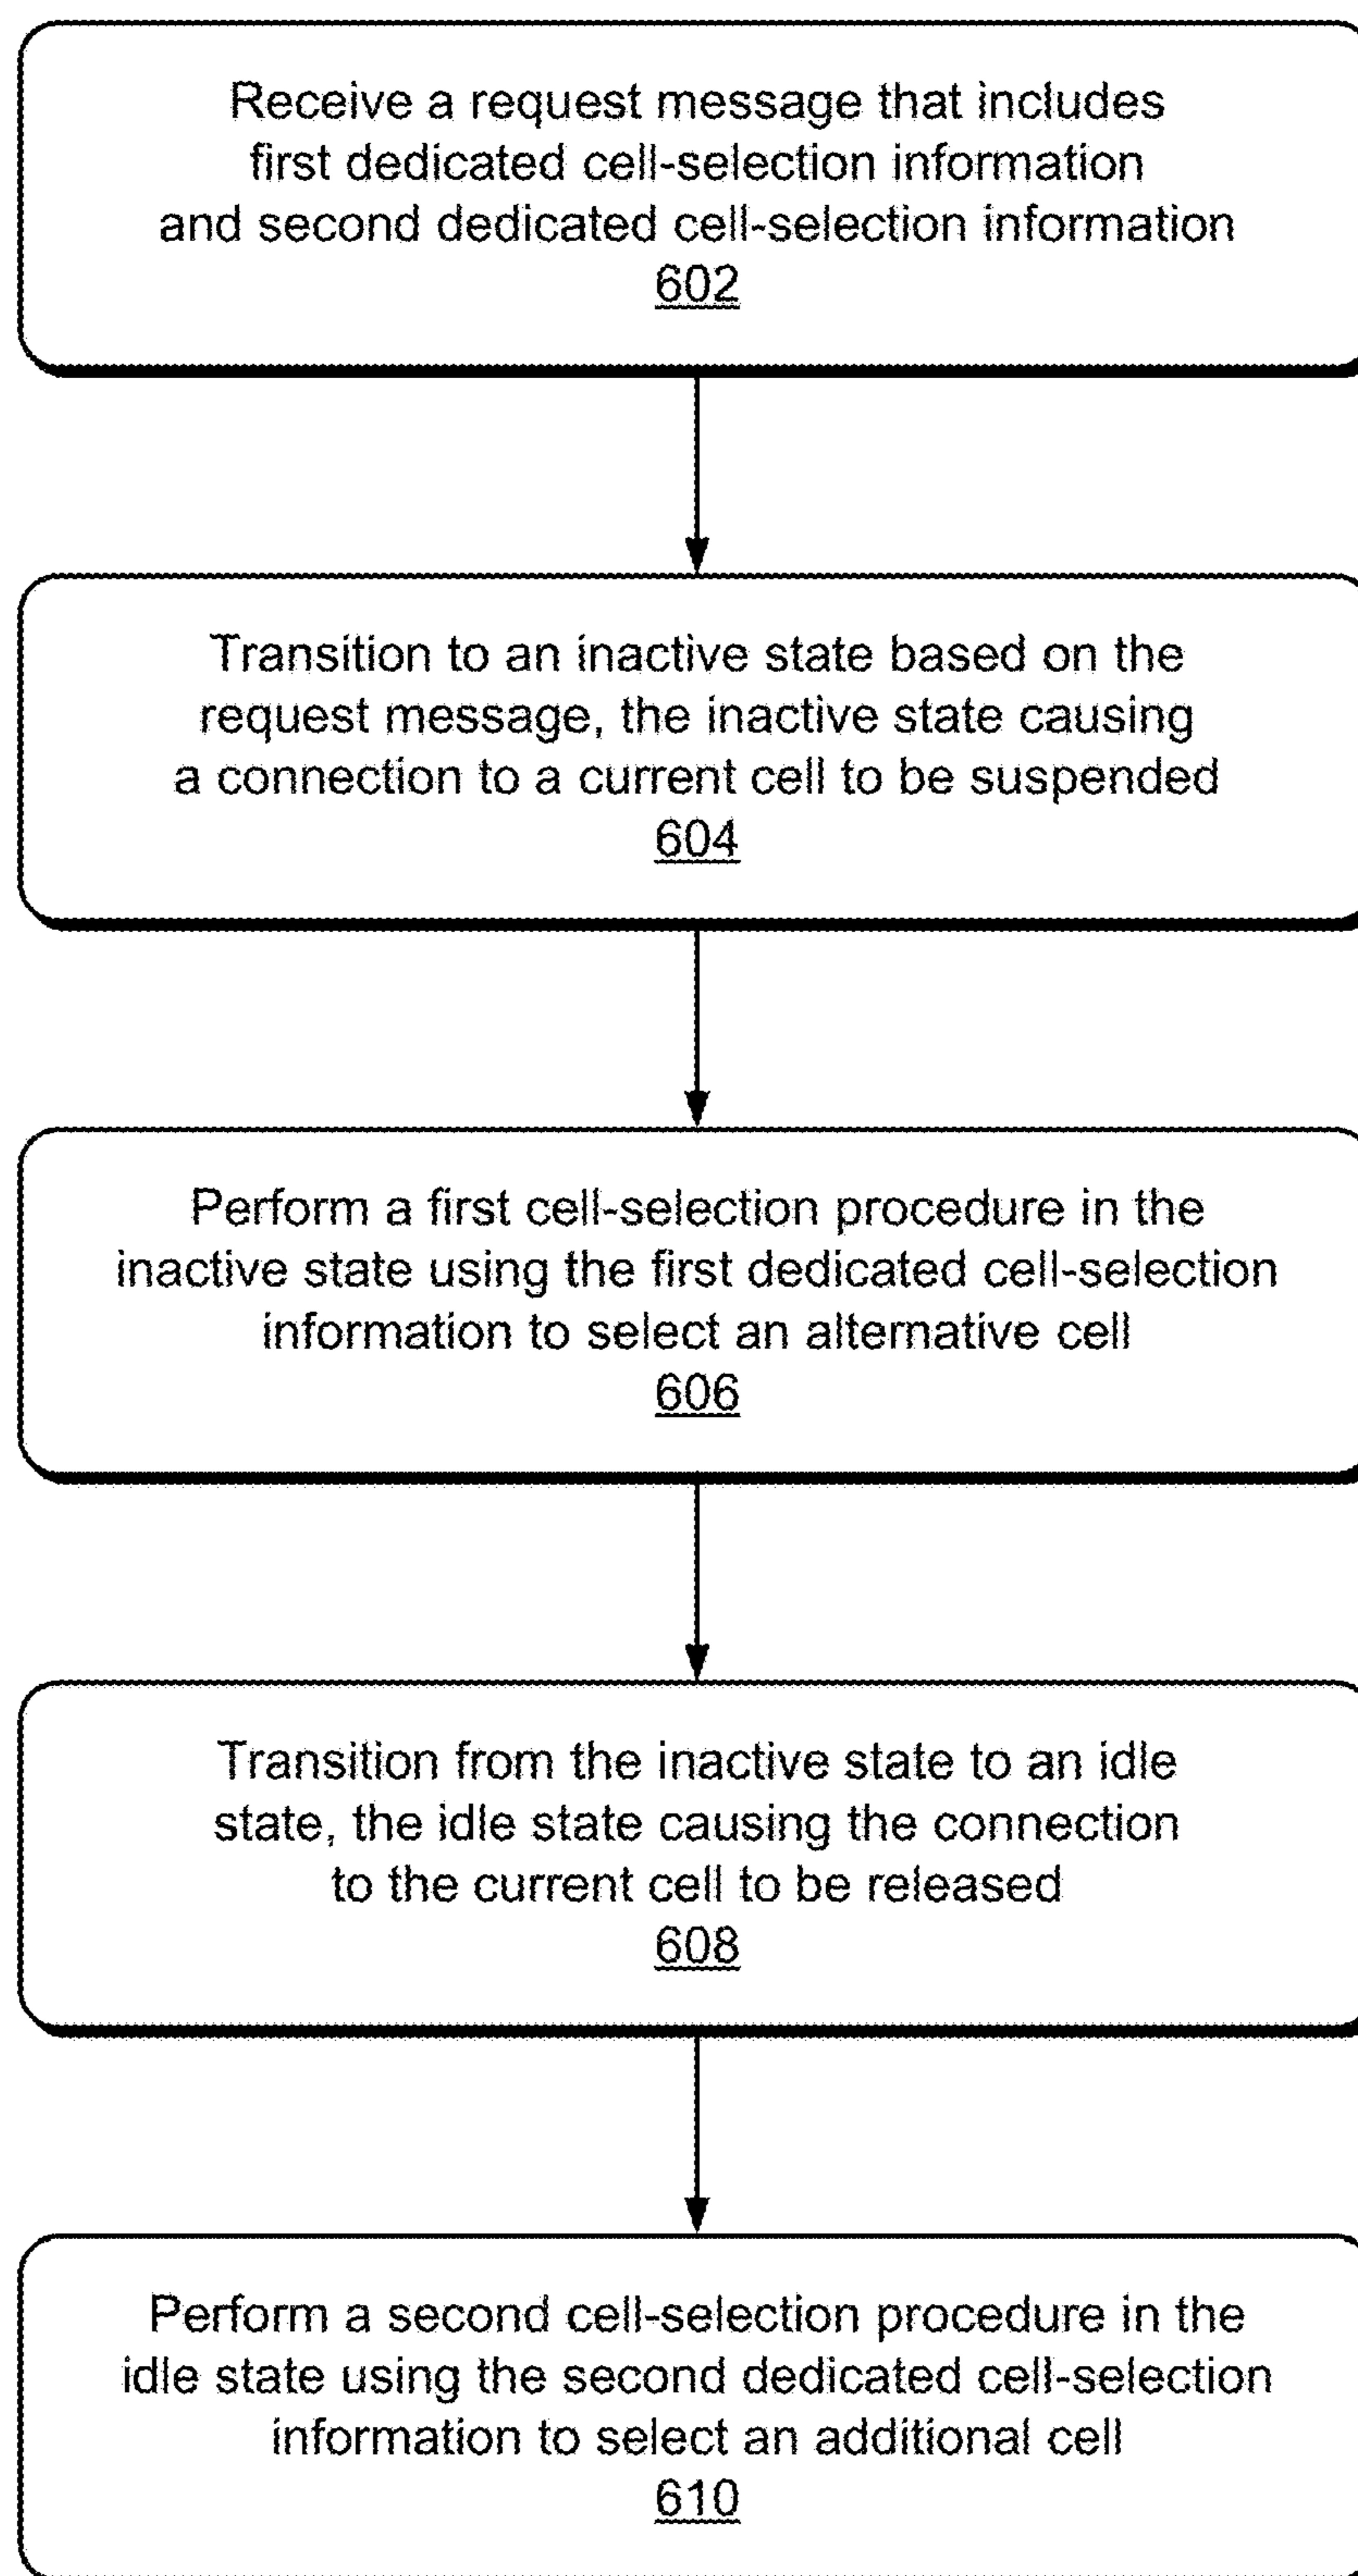 Receive a request message that includes
first dedicated cell-selection information
and second dedicated cell-selection information
602
Transition to an inactive state based on the
request message, the inactive state causing
a connection to a current cell to be suspended
604
Perform a first cell-selection procedure in the
inactive state using the first dedicated cell-selection
information to select an alternative cell
606
Transition from the inactive state to an idle
state, the idle state causing the connection
to the current cell to be released
608
Perform a second cell-selection procedure in the
idle state using the second dedicated cell-selection
information to select an additional cell
610